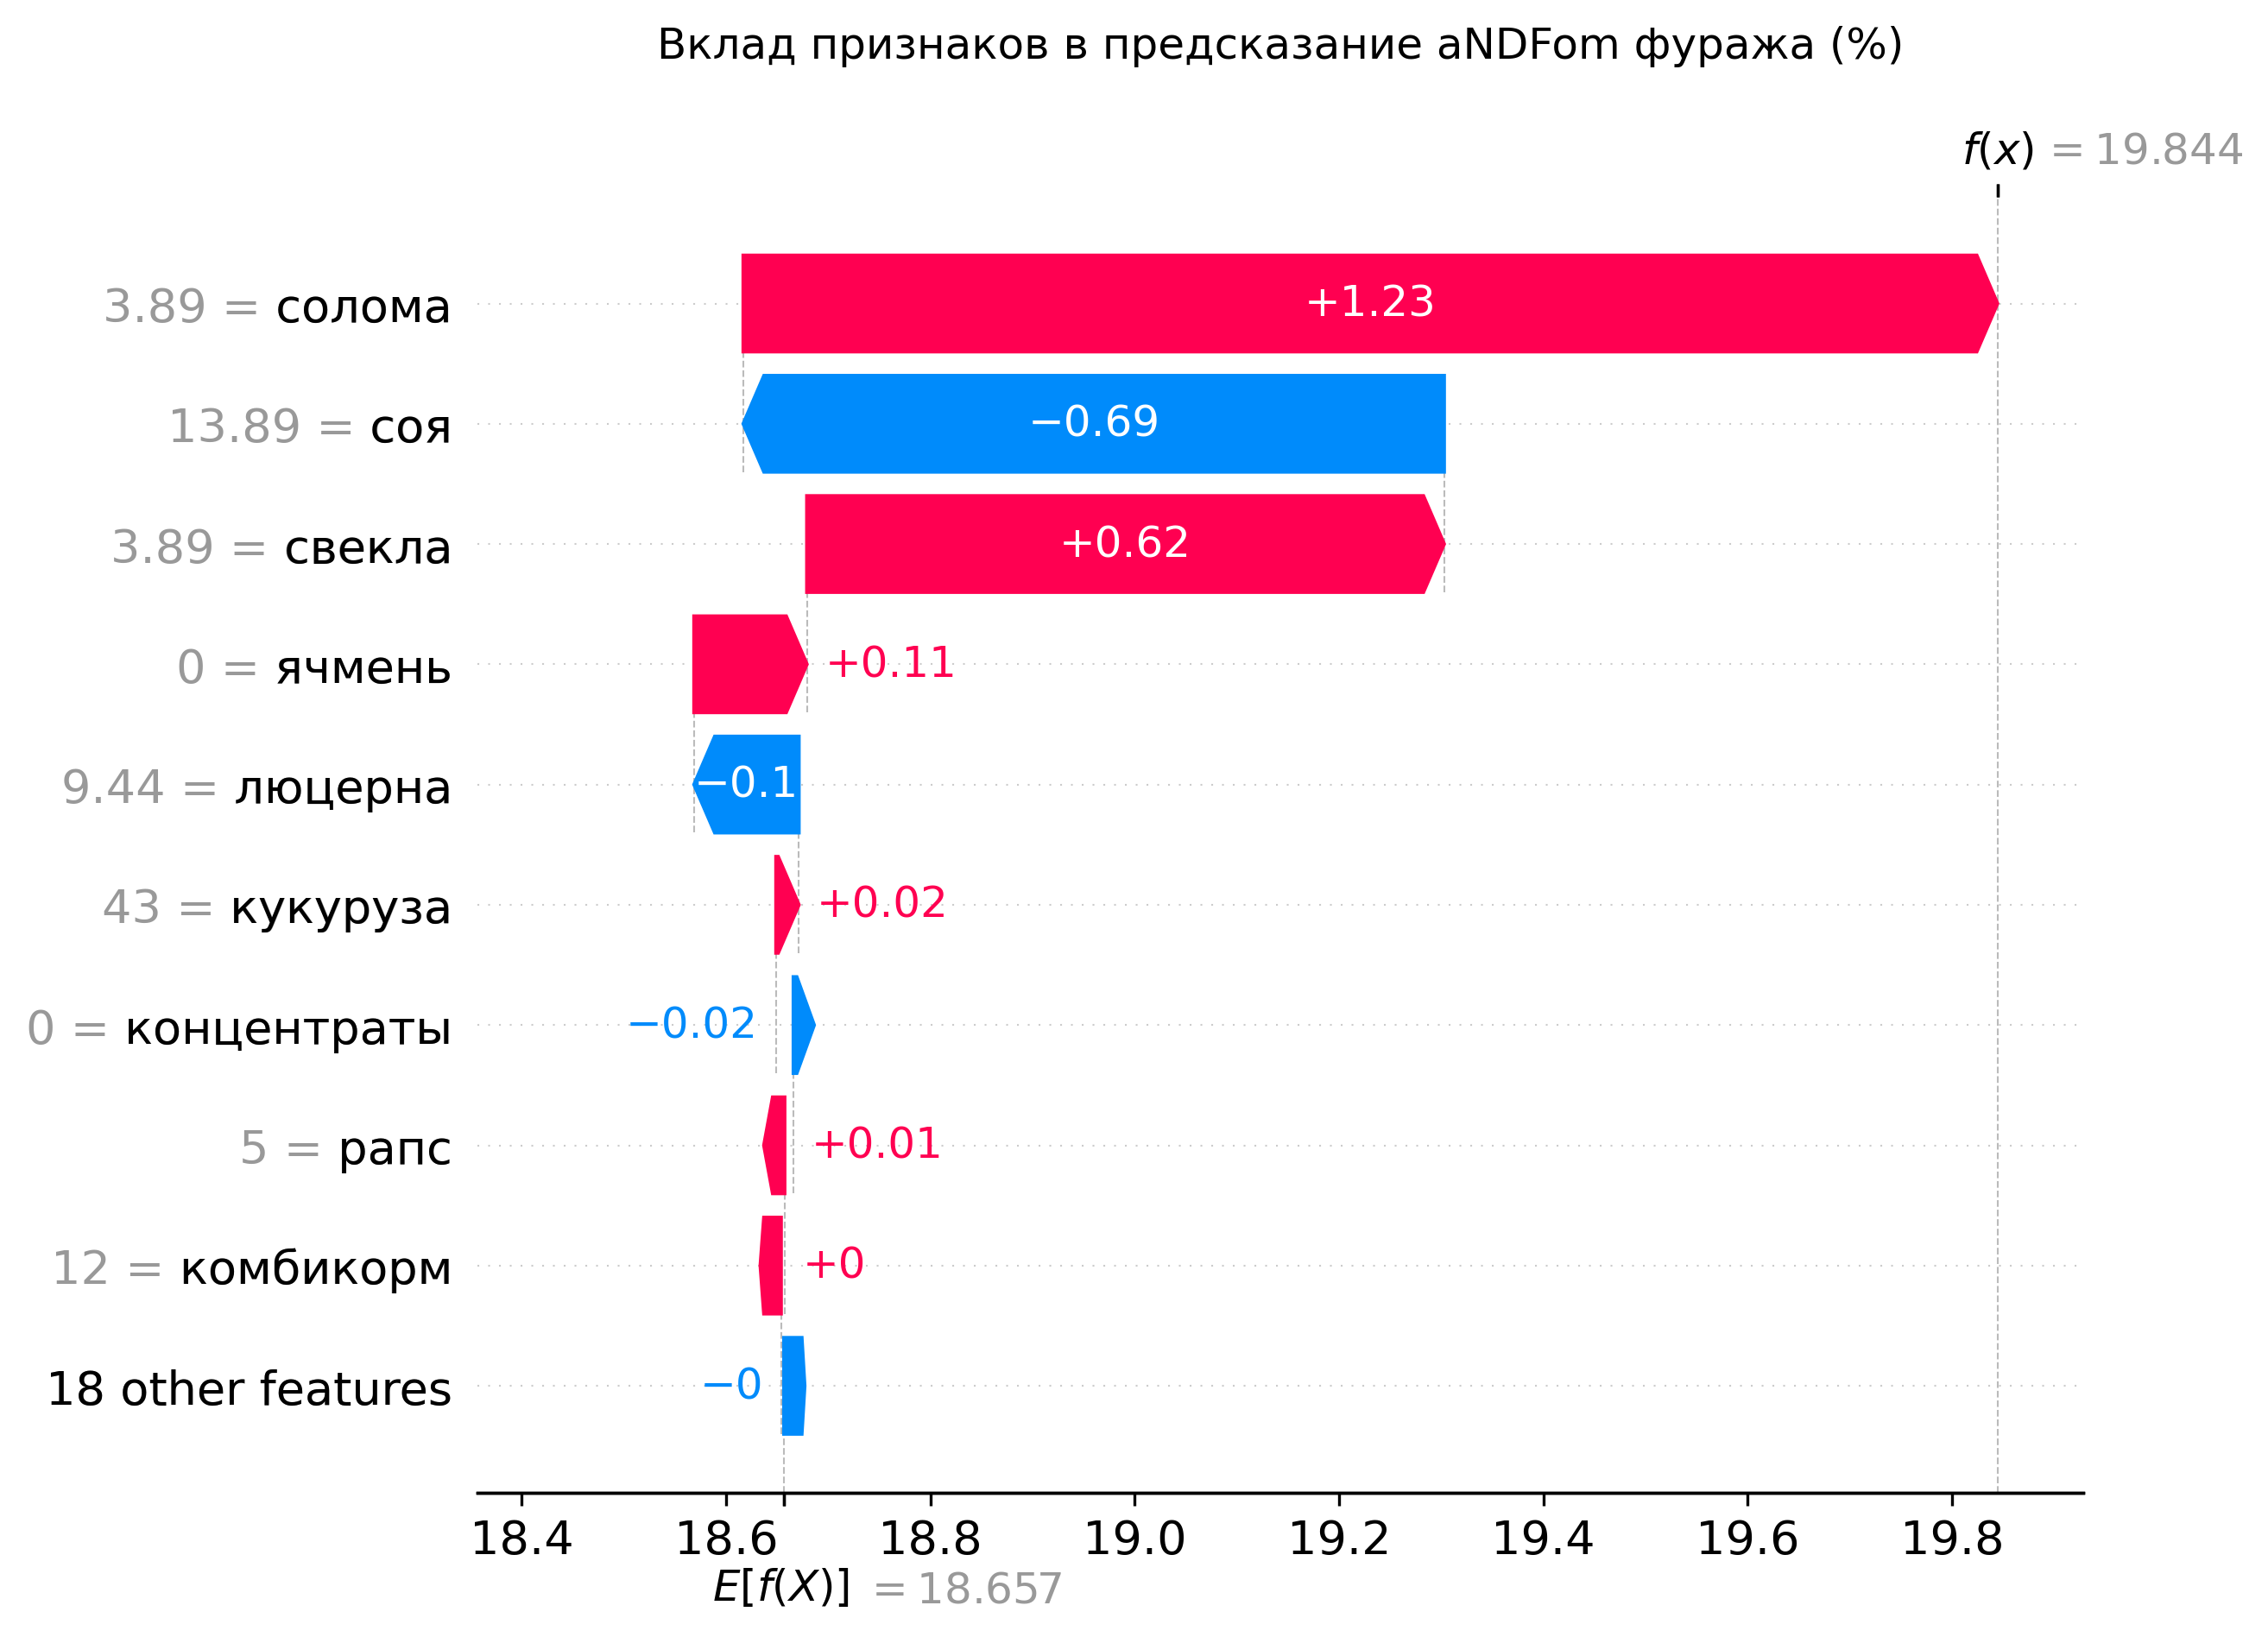 Вклад признаков в предсказание aNDFom фуража (%)
f(x) = 19.844
3.89 = солома
+1.23
13.89 = соя
−0.69
3.89 = свекла
+0.62
0 = ячмень
+0.11
9.44 = люцерна
−0.1
43 = кукуруза
+0.02
0 = концентраты
−0.02
5 = рапс
+0.01
12 = комбикорм
+0
18 other features
−0
18.4 18.6 18.8 19.0 19.2 19.4 19.6 19.8
E[f(X)] = 18.657